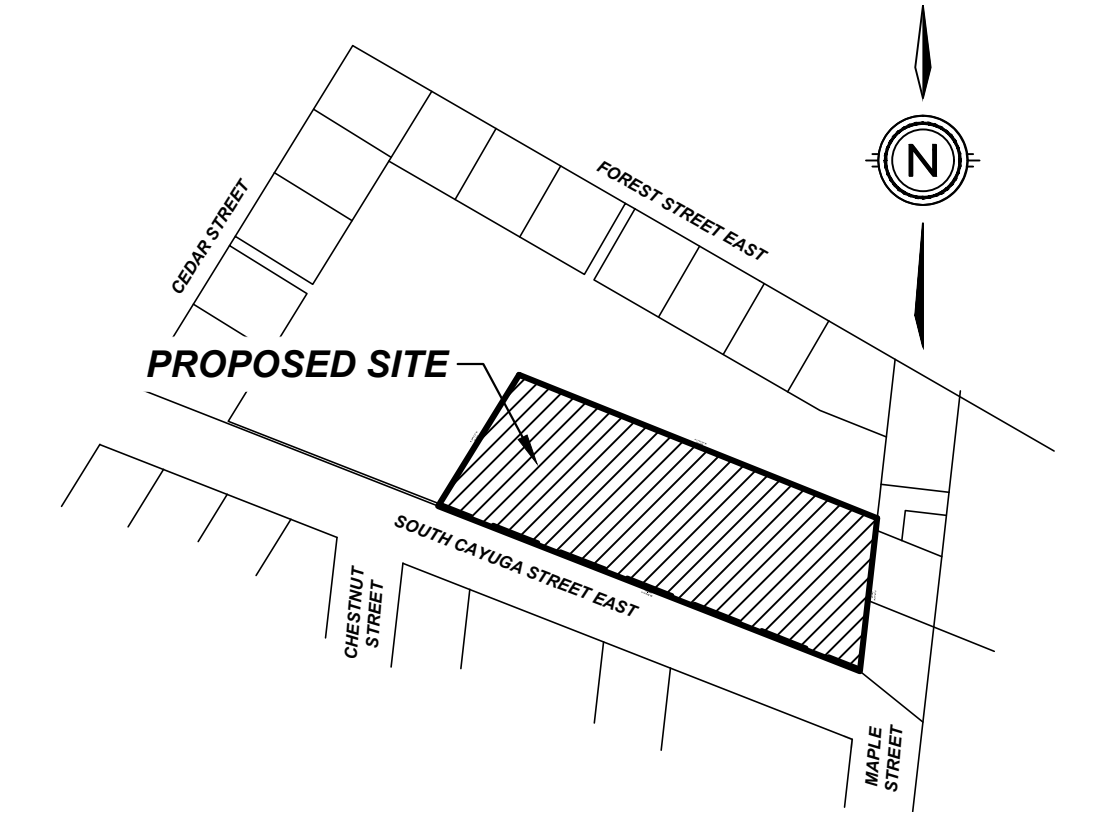 N
FOREST STREET EAST
CEDAR STREET
PROPOSED SITE
SOUTH CAYUGA STREET EAST
CHESTNUT
STREET
MAPLE
STREET